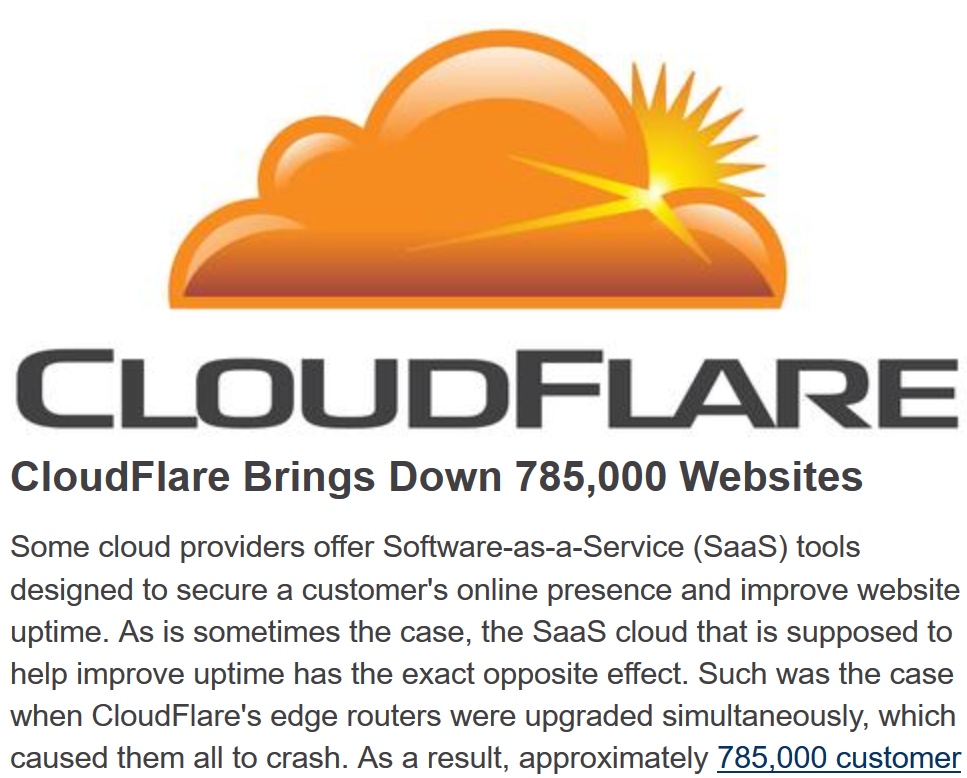 CLOUDFLARE
CloudFlare Brings Down 785,000 Websites
Some cloud providers offer Software-as-a-Service (SaaS) tools
designed to secure a customer's online presence and improve website
uptime. As is sometimes the case, the SaaS cloud that is supposed to
help improve uptime has the exact opposite effect. Such was the case
when CloudFlare's edge routers were upgraded simultaneously, which
caused them all to crash. As a result, approximately 785,000 customer